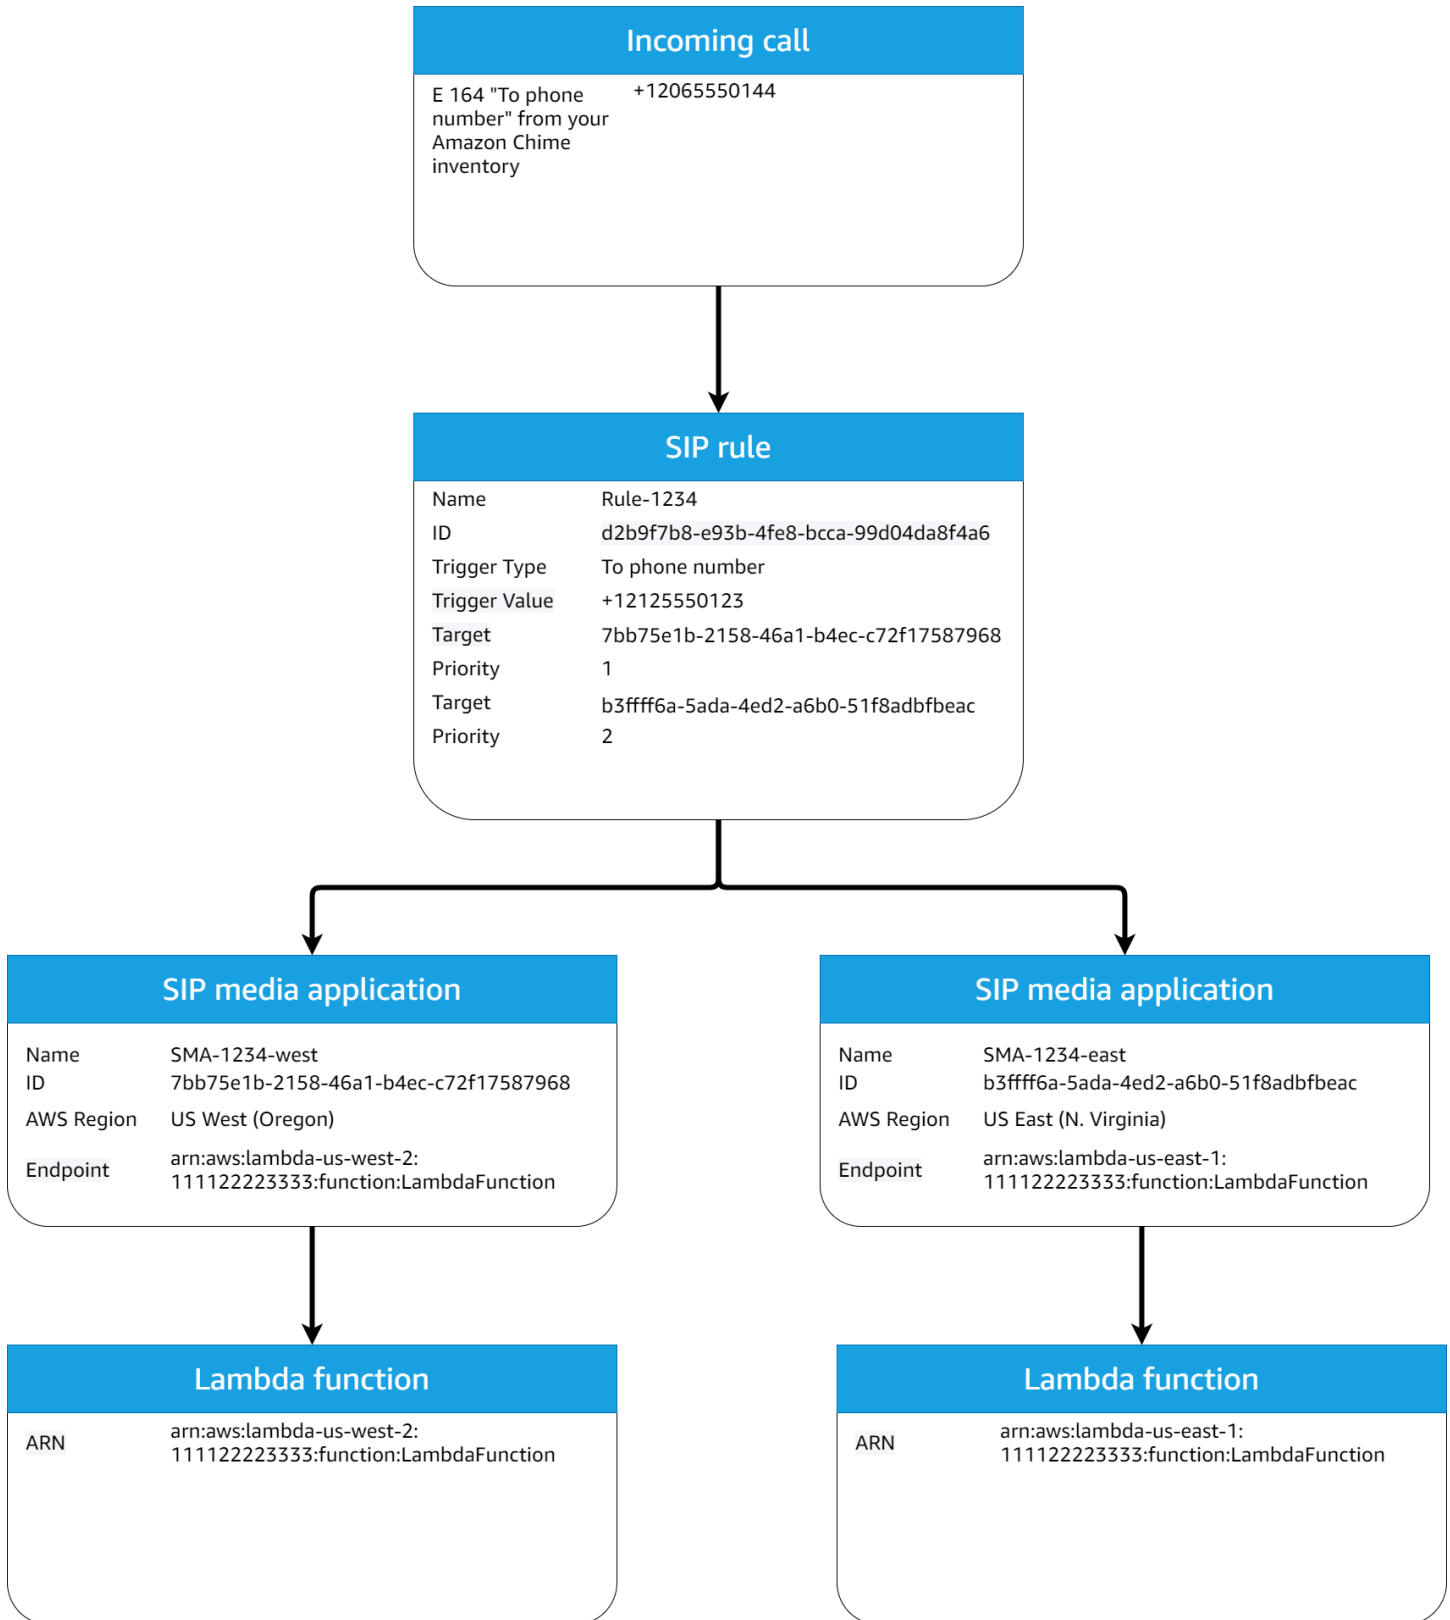 Incoming call
E 164 "To phone
number" from your
Amazon Chime
inventory
+12065550144
SIP rule
Name Rule-1234
ID d2b9f7b8-e93b-4fe8-bcca-99d04da8f4a6
Trigger Type To phone number
Trigger Value +12125550123
Target 7bb75e1b-2158-46a1-b4ec-c72f17587968
Priority 1
Target b3ffff6a-5ada-4ed2-a6b0-51f8adbfbeac
Priority 2
SIP media application
Name SMA-1234-west
ID 7bb75e1b-2158-46a1-b4ec-c72f17587968
AWS Region US West (Oregon)
Endpoint arn:aws:lambda-us-west-2:
111122223333:function:LambdaFunction
SIP media application
Name SMA-1234-east
ID b3ffff6a-5ada-4ed2-a6b0-51f8adbfbeac
AWS Region US East (N. Virginia)
Endpoint arn:aws:lambda-us-east-1:
111122223333:function:LambdaFunction
Lambda function
ARN arn:aws:lambda-us-west-2:
111122223333:function:LambdaFunction
Lambda function
ARN arn:aws:lambda-us-east-1:
111122223333:function:LambdaFunction